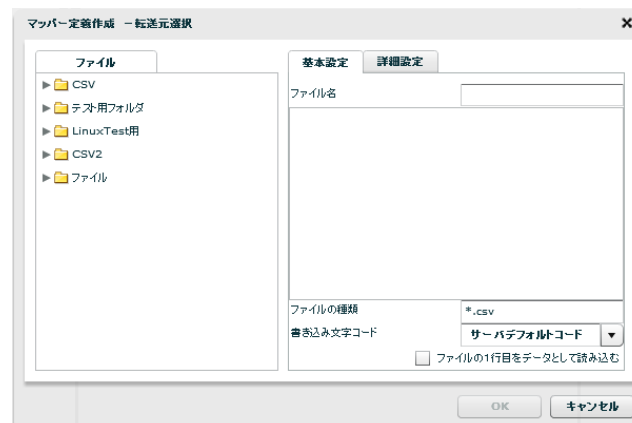 マッパー定義作成 －転送元選択
ファイル
CSV
テスト用フォルダ
LinuxTest用
CSV2
ファイル
基本設定 詳細設定
ファイル名
ファイルの種類 *.csv
書き込み文字コード サーバデフォルトコード
ファイルの1行目をデータとして読み込む
OK キャンセル